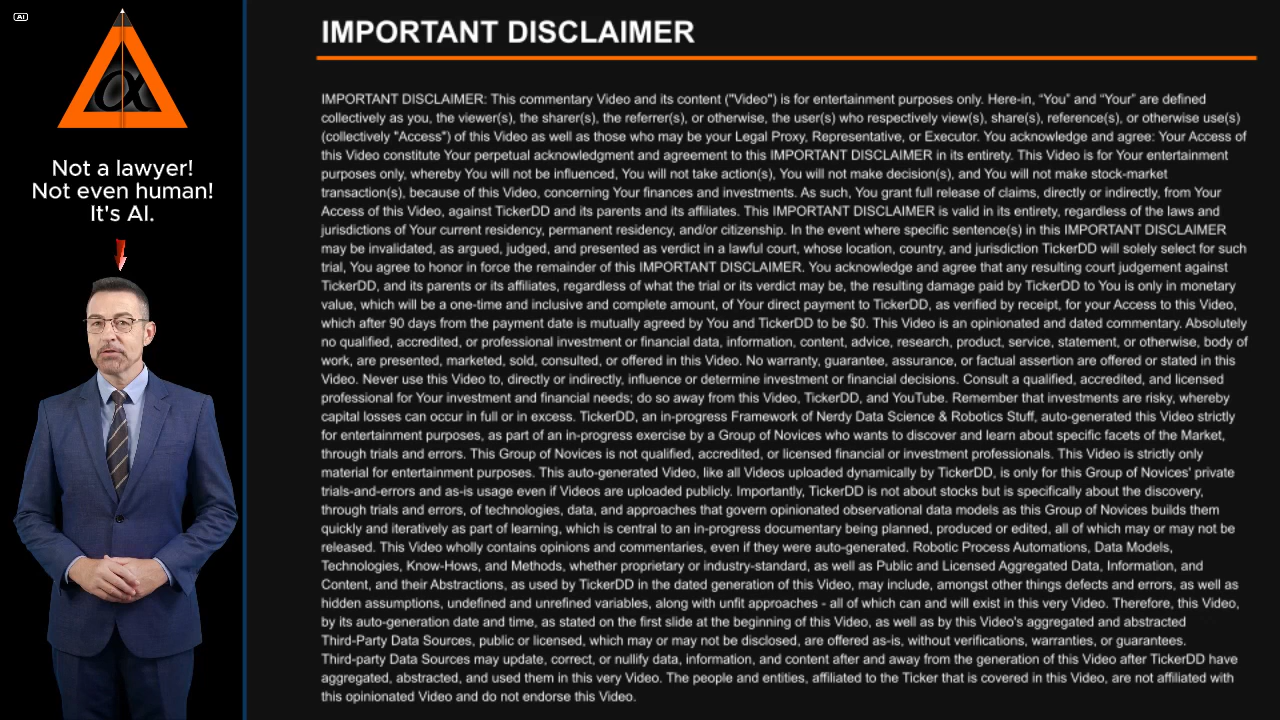 AI
α
Not a lawyer!
Not even human!
It's AI.
IMPORTANT DISCLAIMER
IMPORTANT DISCLAIMER: This commentary Video and its content ("Video") is for entertainment purposes only. Here-in, “You” and “Your” are defined
collectively as you, the viewer(s), the sharer(s), the referrer(s), or otherwise, the user(s) who respectively view(s), share(s), reference(s), or otherwise use(s)
(collectively "Access") of this Video as well as those who may be your Legal Proxy, Representative, or Executor. You acknowledge and agree: Your Access of
this Video constitute Your perpetual acknowledgment and agreement to this IMPORTANT DISCLAIMER in its entirety. This Video is for Your entertainment
purposes only, whereby You will not be influenced, You will not take action(s), You will not make decision(s), and You will not make stock-market
transaction(s), because of this Video, concerning Your finances and investments. As such, You grant full release of claims, directly or indirectly, from Your
Access of this Video, against TickerDD and its parents and its affiliates. This IMPORTANT DISCLAIMER is valid in its entirety, regardless of the laws and
jurisdictions of Your current residency, permanent residency, and/or citizenship. In the event where specific sentence(s) in this IMPORTANT DISCLAIMER
may be invalidated, as argued, judged, and presented as verdict in a lawful court, whose location, country, and jurisdiction TickerDD will solely select for such
trial, You agree to honor in force the remainder of this IMPORTANT DISCLAIMER. You acknowledge and agree that any resulting court judgement against
TickerDD, and its parents or its affiliates, regardless of what the trial or its verdict may be, the resulting damage paid by TickerDD to You is only in monetary
value, which will be a one-time and inclusive and complete amount, of Your direct payment to TickerDD, as verified by receipt, for your Access to this Video,
which after 90 days from the payment date is mutually agreed by You and TickerDD to be $0. This Video is an opinionated and dated commentary. Absolutely
no qualified, accredited, or professional investment or financial data, information, content, advice, research, product, service, statement, or otherwise, body of
work, are presented, marketed, sold, consulted, or offered in this Video. No warranty, guarantee, assurance, or factual assertion are offered or stated in this
Video. Never use this Video to, directly or indirectly, influence or determine investment or financial decisions. Consult a qualified, accredited, and licensed
professional for Your investment and financial needs; do so away from this Video, TickerDD, and YouTube. Remember that investments are risky, whereby
capital losses can occur in full or in excess. TickerDD, an in-progress Framework of Nerdy Data Science & Robotics Stuff, auto-generated this Video strictly
for entertainment purposes, as part of an in-progress exercise by a Group of Novices who wants to discover and learn about specific facets of the Market,
through trials and errors. This Group of Novices is not qualified, accredited, or licensed financial or investment professionals. This Video is strictly only
material for entertainment purposes. This auto-generated Video, like all Videos uploaded dynamically by TickerDD, is only for this Group of Novices' private
trials-and-errors and as-is usage even if Videos are uploaded publicly. Importantly, TickerDD is not about stocks but is specifically about the discovery,
through trials and errors, of technologies, data, and approaches that govern opinionated observational data models as this Group of Novices builds them
quickly and iteratively as part of learning, which is central to an in-progress documentary being planned, produced or edited, all of which may or may not be
released. This Video wholly contains opinions and commentaries, even if they were auto-generated. Robotic Process Automations, Data Models,
Technologies, Know-Hows, and Methods, whether proprietary or industry-standard, as well as Public and Licensed Aggregated Data, Information, and
Content, and their Abstractions, as used by TickerDD in the dated generation of this Video, may include, amongst other things defects and errors, as well as
hidden assumptions, undefined and unrefined variables, along with unfit approaches - all of which can and will exist in this very Video. Therefore, this Video,
by its auto-generation date and time, as stated on the first slide at the beginning of this Video, as well as by this Video's aggregated and abstracted
Third-Party Data Sources, public or licensed, which may or may not be disclosed, are offered as-is, without verifications, warranties, or guarantees.
Third-party Data Sources may update, correct, or nullify data, information, and content after and away from the generation of this Video after TickerDD have
aggregated, abstracted, and used them in this very Video. The people and entities, affiliated to the Ticker that is covered in this Video, are not affiliated with
this opinionated Video and do not endorse this Video.